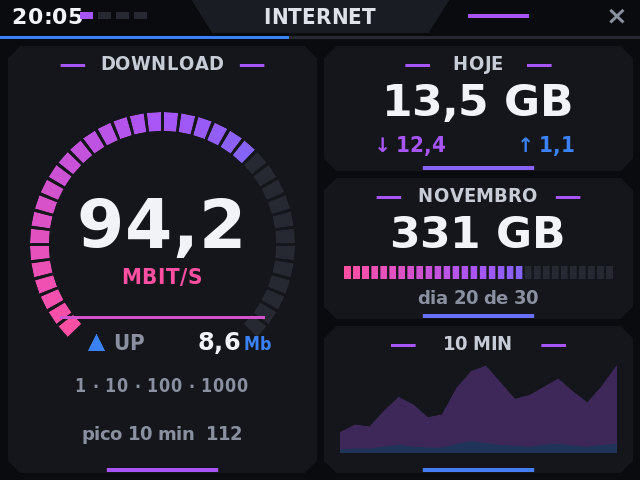 20:05 INTERNET ×
DOWNLOAD
94,2
MBIT/S
▲ UP 8,6 Mb
1 · 10 · 100 · 1000
pico 10 min 112
HOJE
13,5 GB
↓ 12,4 ↑ 1,1
NOVEMBRO
331 GB
dia 20 de 30
10 MIN